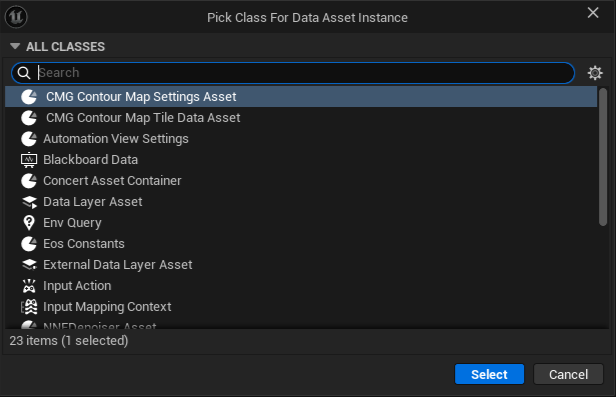 Pick Class For Data Asset Instance
ALL CLASSES
Search
CMG Contour Map Settings Asset
CMG Contour Map Tile Data Asset
Automation View Settings
Blackboard Data
Concert Asset Container
Data Layer Asset
Env Query
Eos Constants
External Data Layer Asset
Input Action
Input Mapping Context
NNEDenoiser Asset
23 items (1 selected)
Select
Cancel